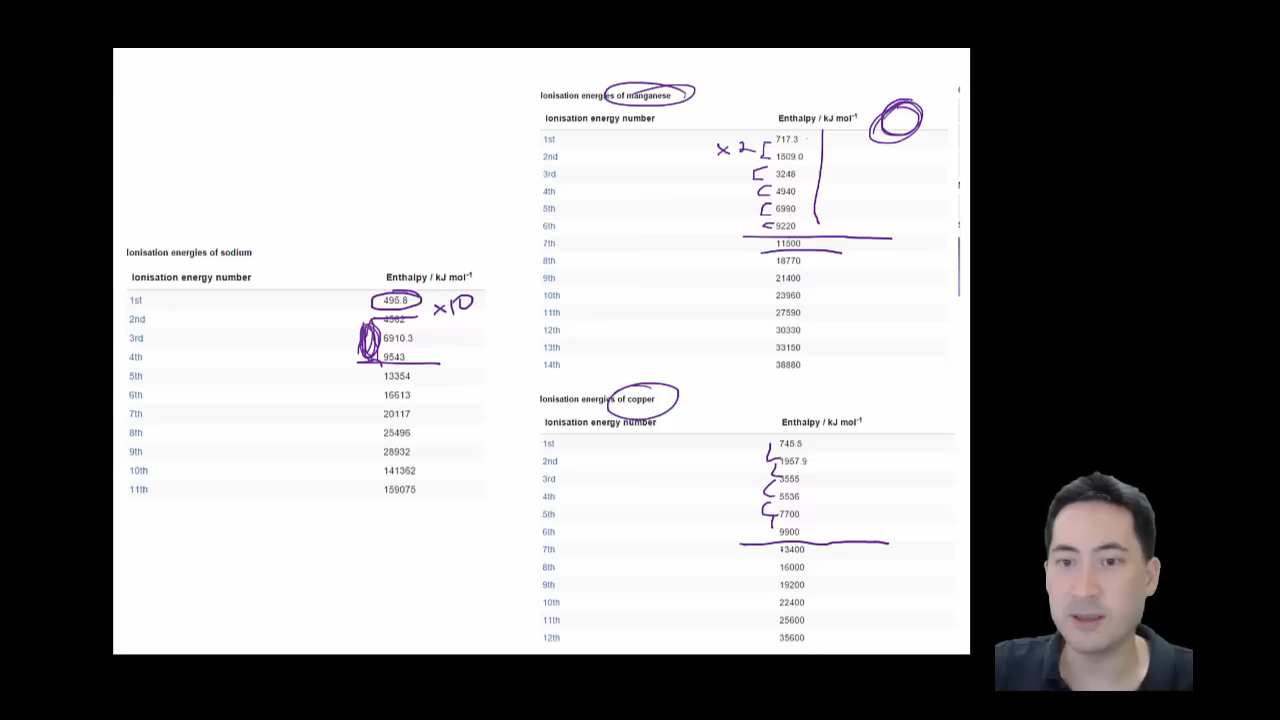 Ionisation energies of sodium
Ionisation energy number Enthalpy / kJ mol⁻¹
1st 495.8 ×10
2nd 4562
3rd 6910.3
4th 9543
5th 13354
6th 16613
7th 20117
8th 25496
9th 28932
10th 141362
11th 159075
Ionisation energies of manganese
Ionisation energy number Enthalpy / kJ mol⁻¹
1st 717.3
×2
2nd 1509.0
3rd 3248
4th 4940
5th 6990
6th 9220
7th 11500
8th 18770
9th 21400
10th 23960
11th 27590
12th 30330
13th 33150
14th 38880
Ionisation energies of copper
Ionisation energy number Enthalpy / kJ mol⁻¹
1st 745.5
2nd 1957.9
3rd 3555
4th 5536
5th 7700
6th 9900
7th 13400
8th 16000
9th 19200
10th 22400
11th 25600
12th 35600